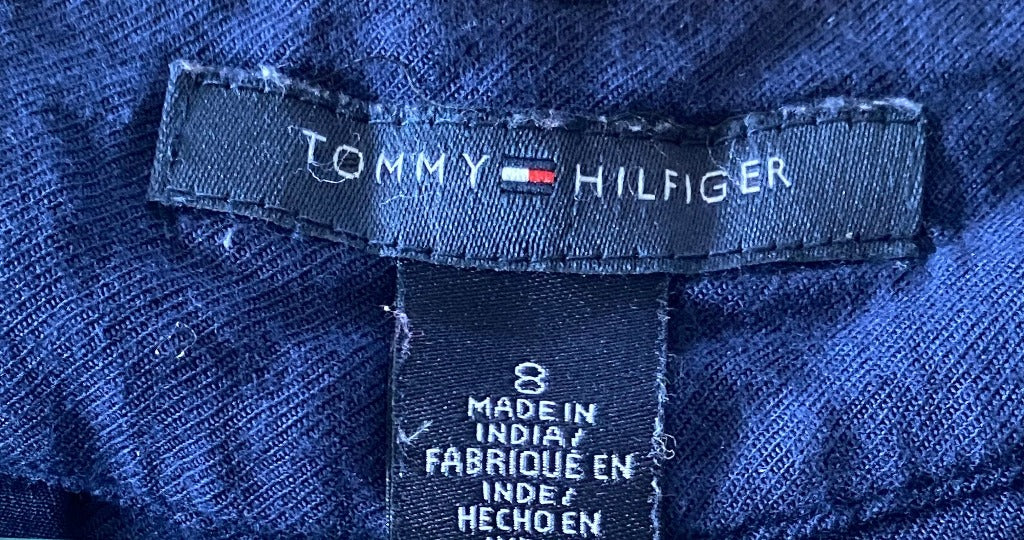 TOMMY HILFIGER
8
MADE IN
INDIA/
FABRIQUÉ EN
INDE/
HECHO EN